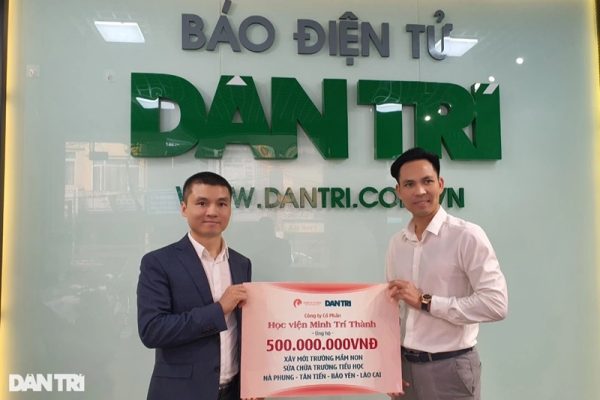 BÁO ĐIỆN TỬ
DÂN TRÍ
WWW.DANTRI.COM.VN
DÂN TRÍ
Công ty Cổ Phần
Học viện Minh Trí Thành
- Ủng hộ -
500.000.000VNĐ
XÂY MỚI TRƯỜNG MẦM NON
SỬA CHỮA TRƯỜNG TIỂU HỌC
NÀ PHUNG - TÂN TIẾN - BẢO YÊN - LÀO CAI
DÂN TRÍ